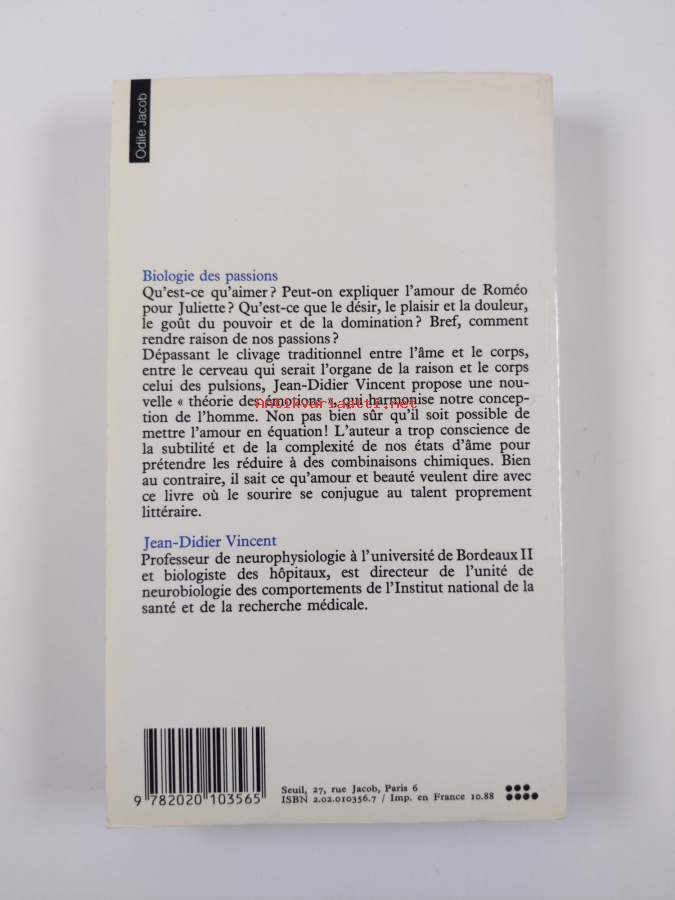 Odile Jacob
Biologie des passions
Qu'est-ce qu'aimer ? Peut-on expliquer l'amour de Roméo
pour Juliette ? Qu'est-ce que le désir, le plaisir et la douleur,
le goût du pouvoir et de la domination ? Bref, comment
rendre raison de nos passions ?
Dépassant le clivage traditionnel entre l'âme et le corps,
entre le cerveau qui serait l'organe de la raison et le corps
celui des pulsions, Jean-Didier Vincent propose une nou-
velle « théorie des émotions », qui harmonise notre concep-
Antikvariaatti.net
tion de l'homme. Non pas bien sûr qu'il soit possible de
mettre l'amour en équation ! L'auteur a trop conscience de
la subtilité et de la complexité de nos états d'âme pour
prétendre les réduire à des combinaisons chimiques. Bien
au contraire, il sait ce qu'amour et beauté veulent dire avec
ce livre où le sourire se conjugue au talent proprement
littéraire.
Jean-Didier Vincent
Professeur de neurophysiologie à l'université de Bordeaux II
et biologiste des hôpitaux, est directeur de l'unité de
neurobiologie des comportements de l'Institut national de la
santé et de la recherche médicale.
9 782020 103565
Seuil, 27, rue Jacob, Paris 6
ISBN 2.02.010356.7 / Imp. en France 10.88